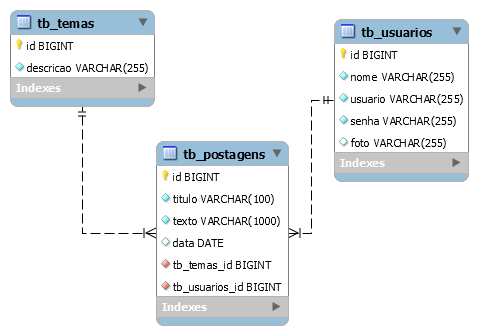 tb_temas
id BIGINT
descricao VARCHAR(255)
Indexes
tb_usuarios
id BIGINT
nome VARCHAR(255)
usuario VARCHAR(255)
senha VARCHAR(255)
foto VARCHAR(255)
Indexes
tb_postagens
id BIGINT
titulo VARCHAR(100)
texto VARCHAR(1000)
data DATE
tb_temas_id BIGINT
tb_usuarios_id BIGINT
Indexes